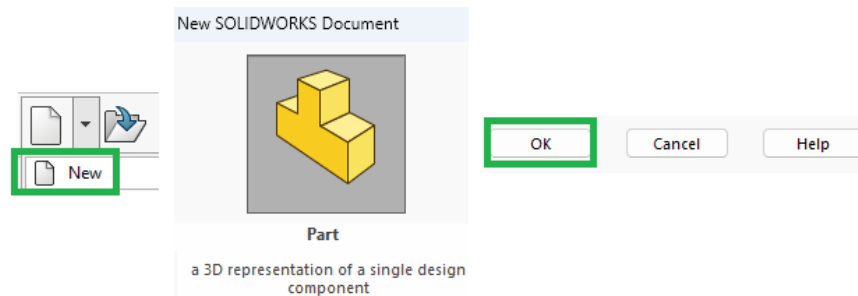 New SOLIDWORKS Document
New
Part
a 3D representation of a single design
component
OK
Cancel
Help